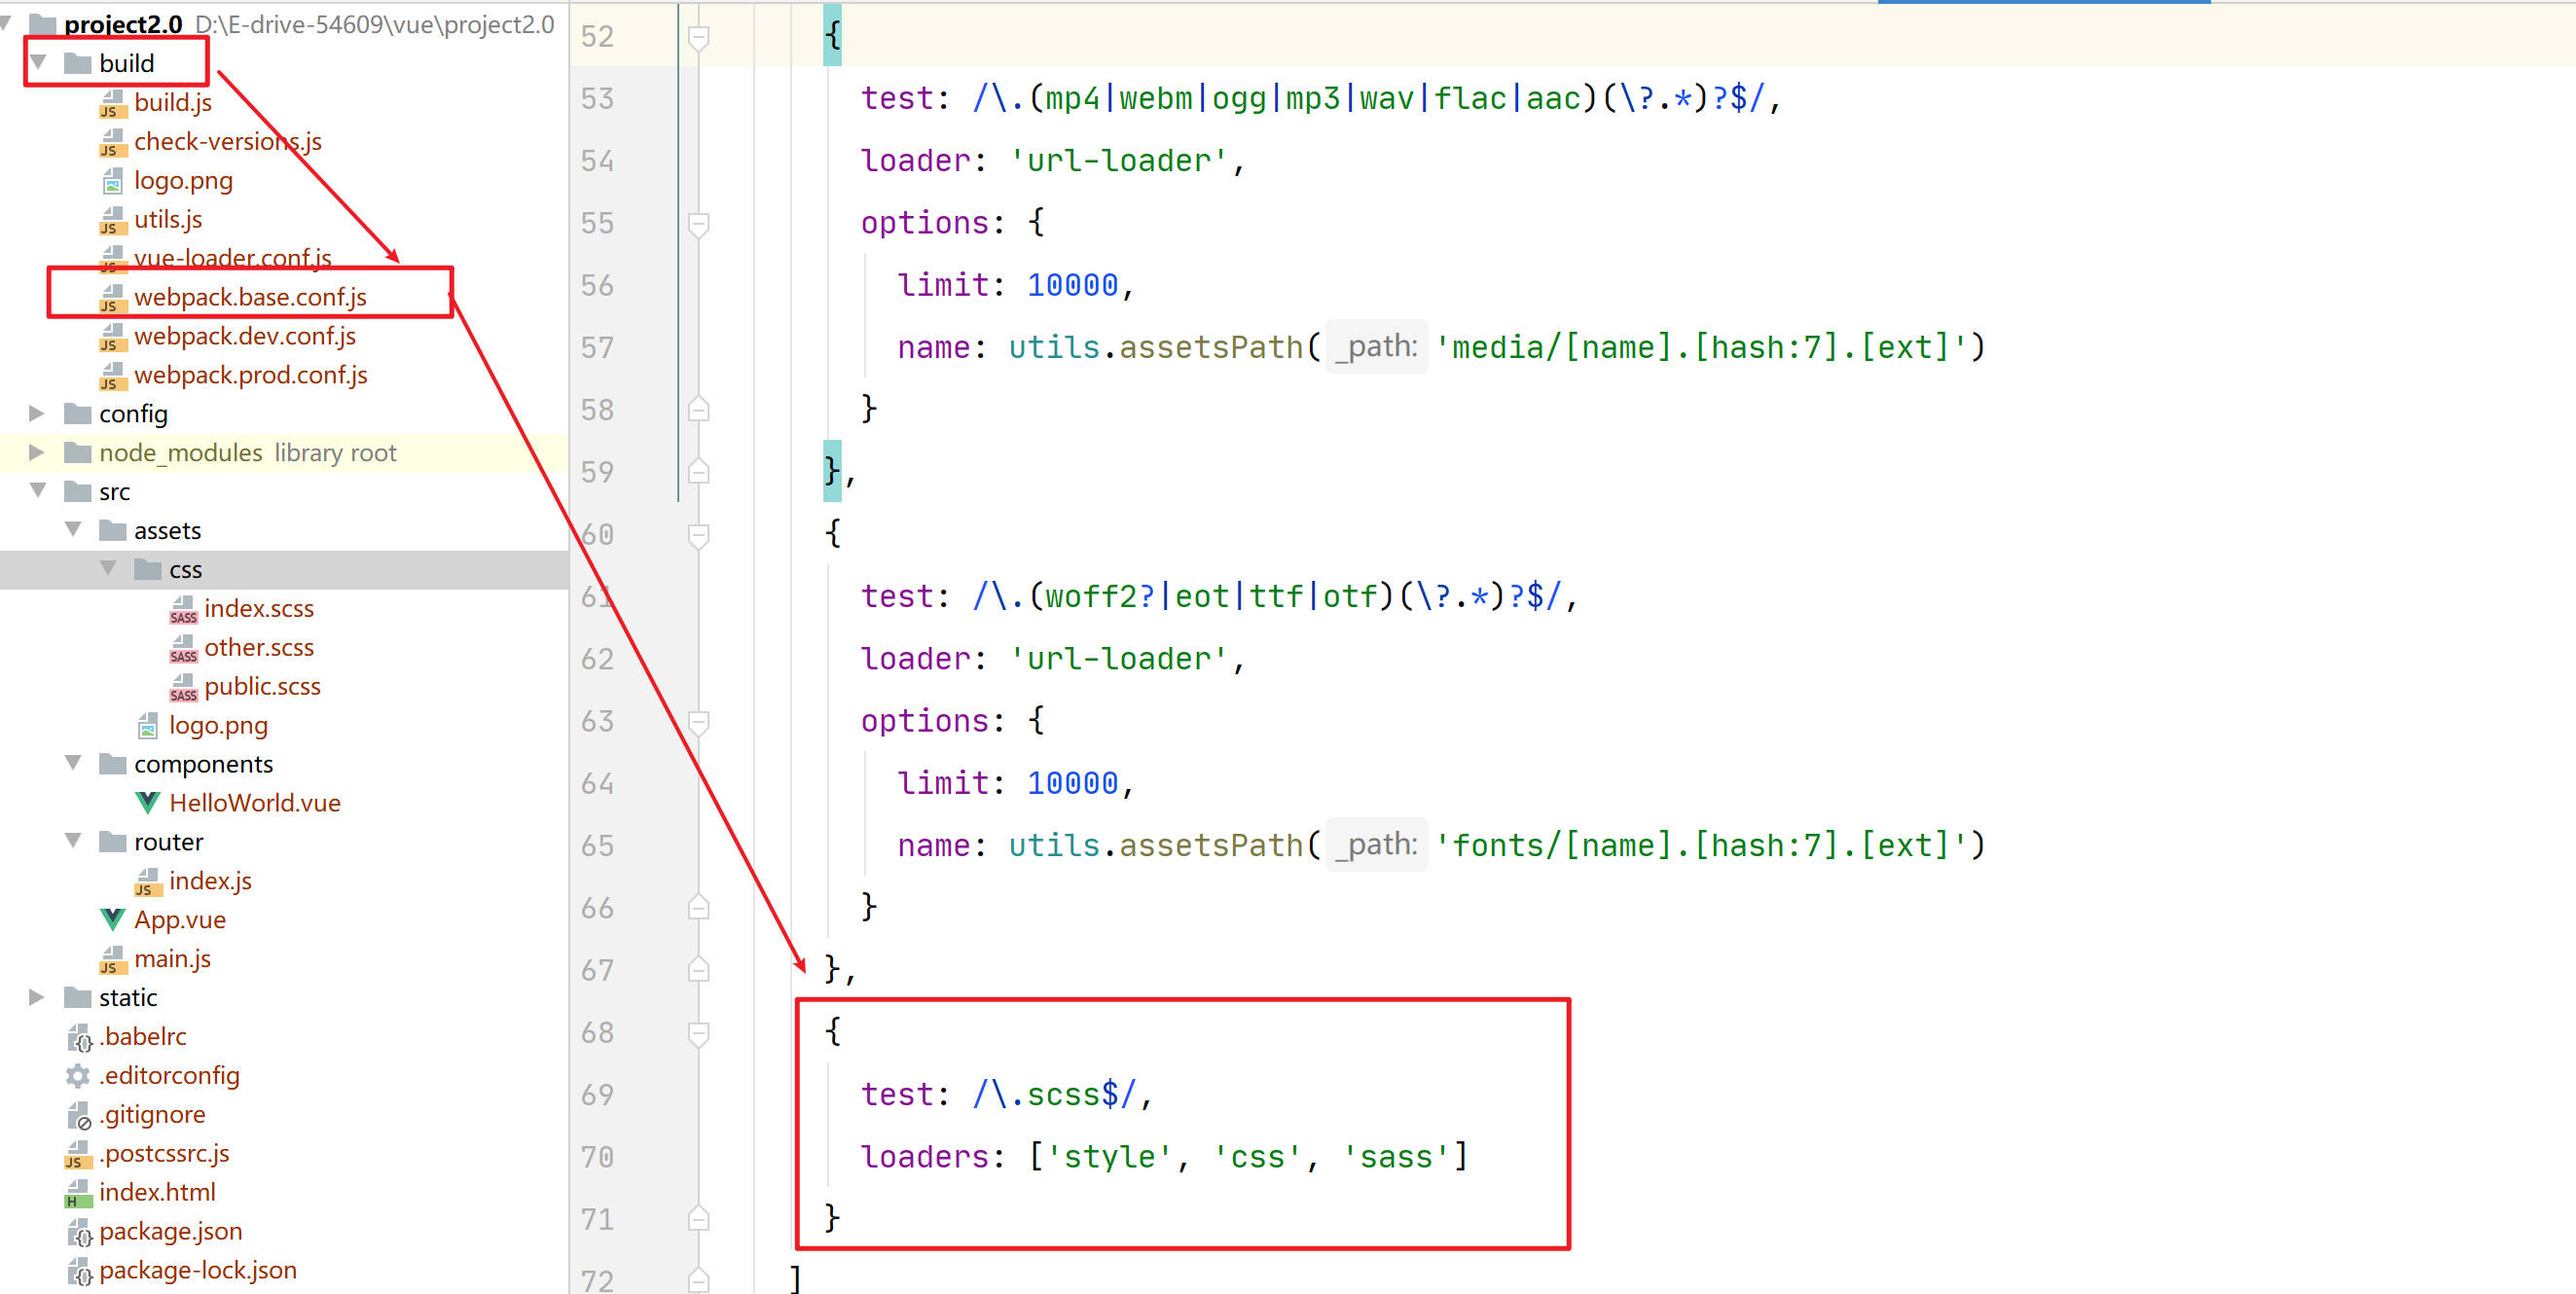 project2.0 D:\E-drive-54609\vue\project2.0
build
build.js
check-versions.js
logo.png
utils.js
vue-loader.conf.js
webpack.base.conf.js
webpack.dev.conf.js
webpack.prod.conf.js
config
node_modules library root
src
assets
css
index.scss
other.scss
public.scss
logo.png
components
HelloWorld.vue
router
index.js
App.vue
main.js
static
.babelrc
.editorconfig
.gitignore
.postcssrc.js
index.html
package.json
package-lock.json
52 {
53 test: /\.(mp4|webm|ogg|mp3|wav|flac|aac)(\?.*)?$/,
54 loader: 'url-loader',
55 options: {
56 limit: 10000,
57 name: utils.assetsPath( _path: 'media/[name].[hash:7].[ext]')
58 }
59 },
60 {
61 test: /\.(woff2?|eot|ttf|otf)(\?.*)?$/,
62 loader: 'url-loader',
63 options: {
64 limit: 10000,
65 name: utils.assetsPath( _path: 'fonts/[name].[hash:7].[ext]')
66 }
67 },
68 {
69 test: /\.scss$/,
70 loaders: ['style', 'css', 'sass']
71 }
72 ]